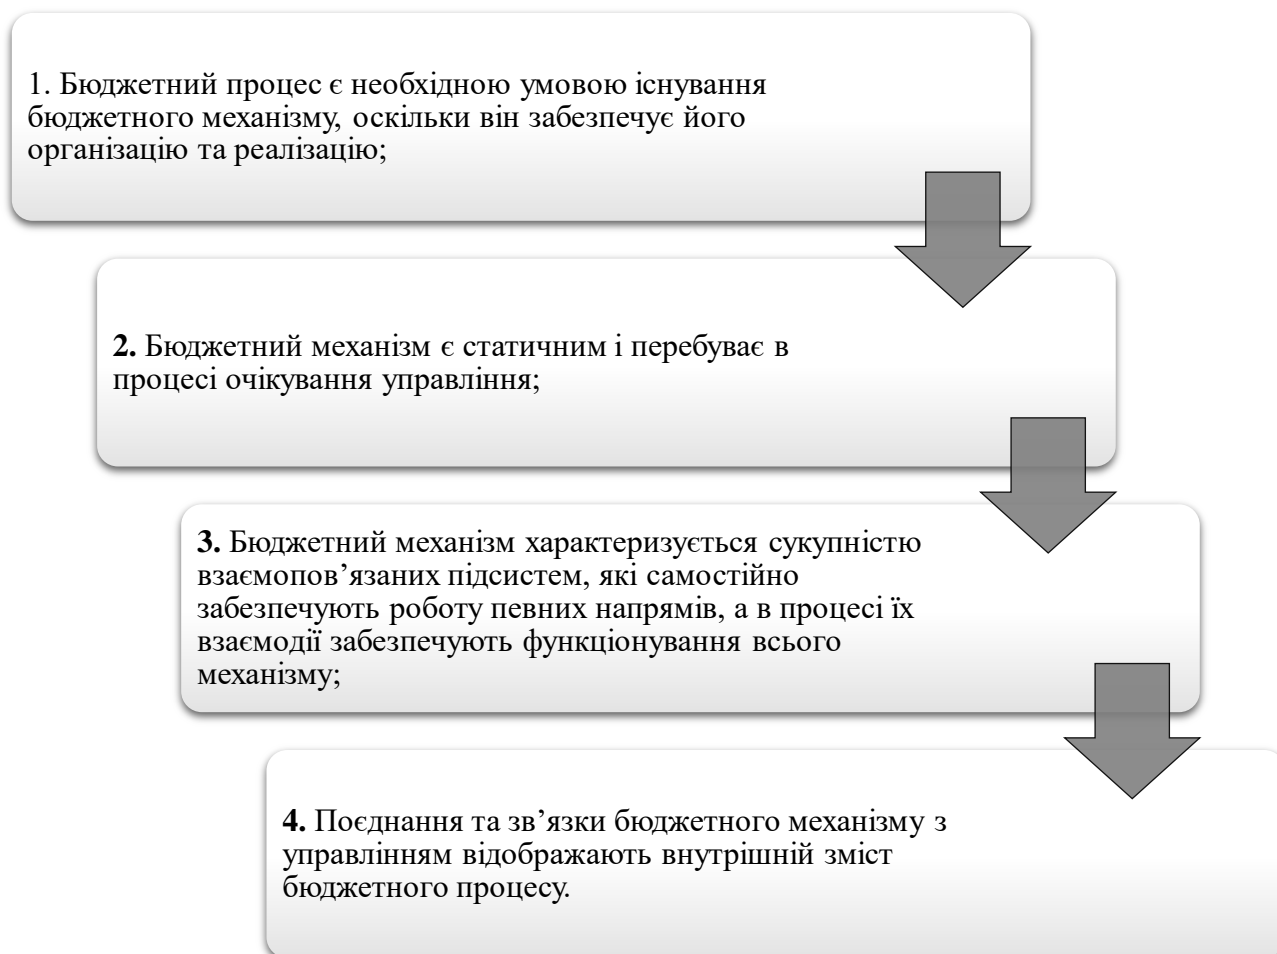 1. Бюджетний процес є необхідною умовою існування
бюджетного механізму, оскільки він забезпечує його
організацію та реалізацію;
2. Бюджетний механізм є статичним і перебуває в
процесі очікування управління;
3. Бюджетний механізм характеризується сукупністю
взаємопов’язаних підсистем, які самостійно
забезпечують роботу певних напрямів, а в процесі їх
взаємодії забезпечують функціонування всього
механізму;
4. Поєднання та зв’язки бюджетного механізму з
управлінням відображають внутрішній зміст
бюджетного процесу.